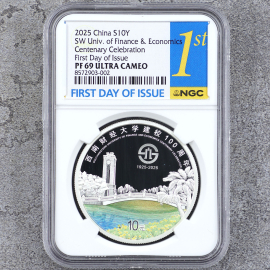 2025 China S10Y
SW Univ. of Finance & Economics
Centenary Celebration
First Day of Issue
PF 69 ULTRA CAMEO
8572903-002
1st
FIRST DAY OF ISSUE
NGC
西南财经大学建校100周年
1925-2025
10元